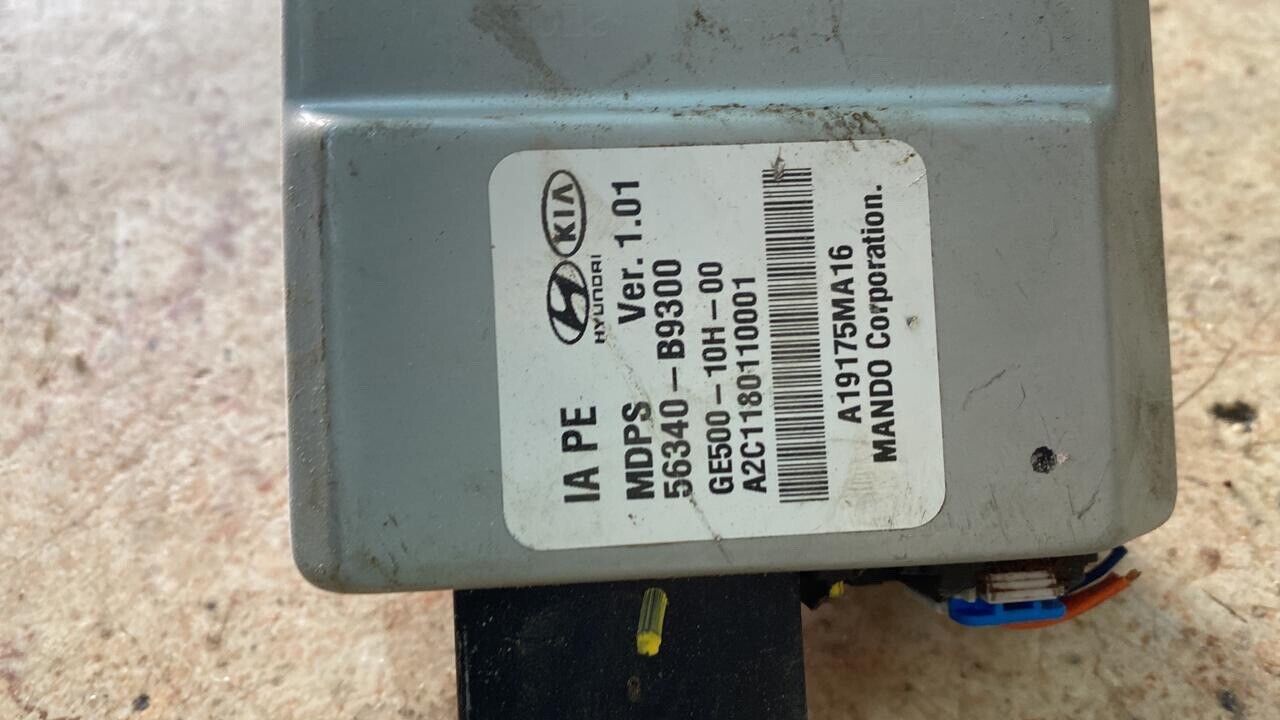 IA PE HYUNDAI KIA
MDPS Ver. 1.01
56340-B9300
GE500-10H-00
A2C1180110001
A19175MA16
MANDO Corporation.